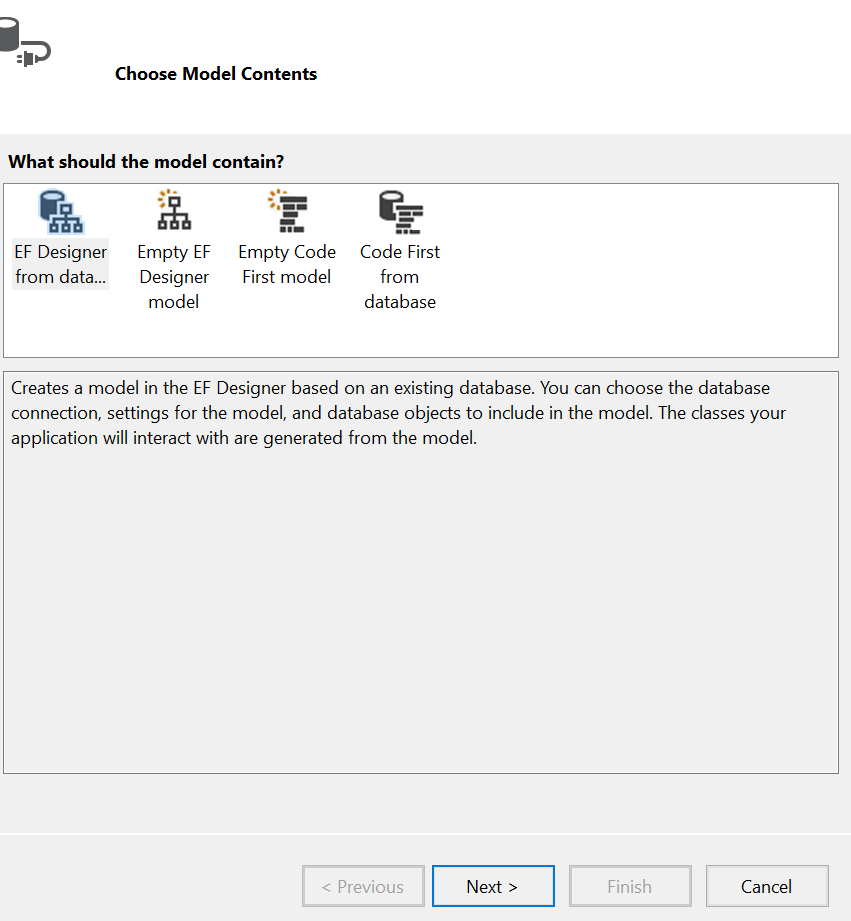 Choose Model Contents
What should the model contain?
EF Designer
from data...
Empty EF
Designer
model
Empty Code
First model
Code First
from
database
Creates a model in the EF Designer based on an existing database. You can choose the database
connection, settings for the model, and database objects to include in the model. The classes your
application will interact with are generated from the model.
< Previous
Next >
Finish
Cancel